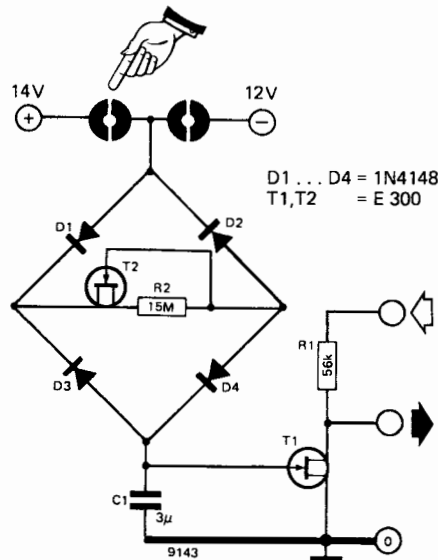 14V
12V
+
−
D1 . . . D4 = 1N4148
T1,T2 = E 300
D1
D2
T2
R2
15M
R1
56k
D3
D4
T1
C1
3μ
9143
0